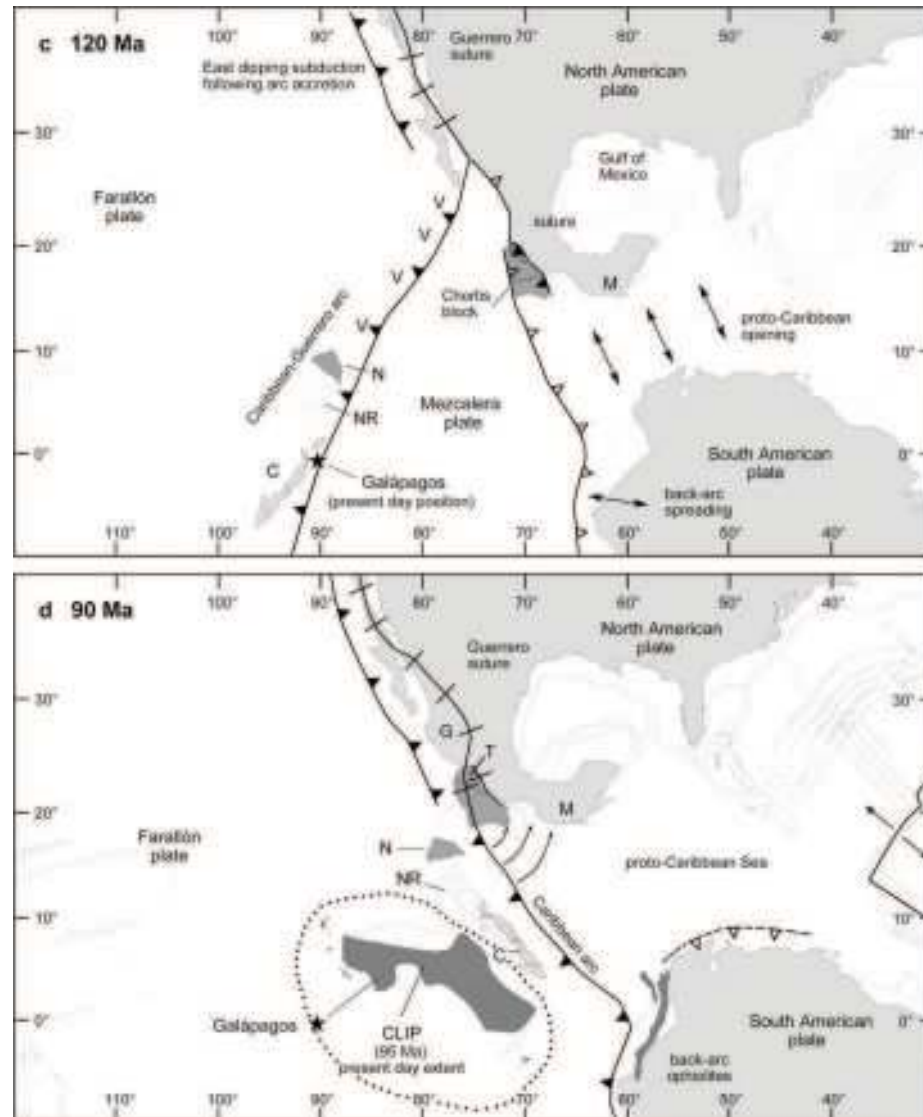 c 120 Ma
90° 80° 70° 60° 50° 40°
East dipping subduction
following arc accretion
Guerrero
suture
North American
plate
30° 30°
Gulf of
Mexico
Farallón
plate
V
V
suture
20° 20°
V
M
Chortis
block
proto-Caribbean
opening
V
10° 10°
Caribbean-Guerrero arc
N
NR
Mezcalera
plate
0° 0°
C
Galápagos
(present day position)
South American
plate
back-arc
spreading
110° 100° 90° 80° 70° 60° 50° 40°
d 90 Ma
100° 90° 80° 70° 60° 50° 40°
Guerrero
suture
North American
plate
30° 30°
G
T
20° 20°
M
Farallón
plate
N
proto-Caribbean Sea
NR
Caribbean arc
10° 10°
C
Galápagos
CLIP
(95 Ma)
present day extent
0° 0°
South American
plate
back-arc
ophiolites
110° 100° 90° 80° 70° 60° 50° 40°